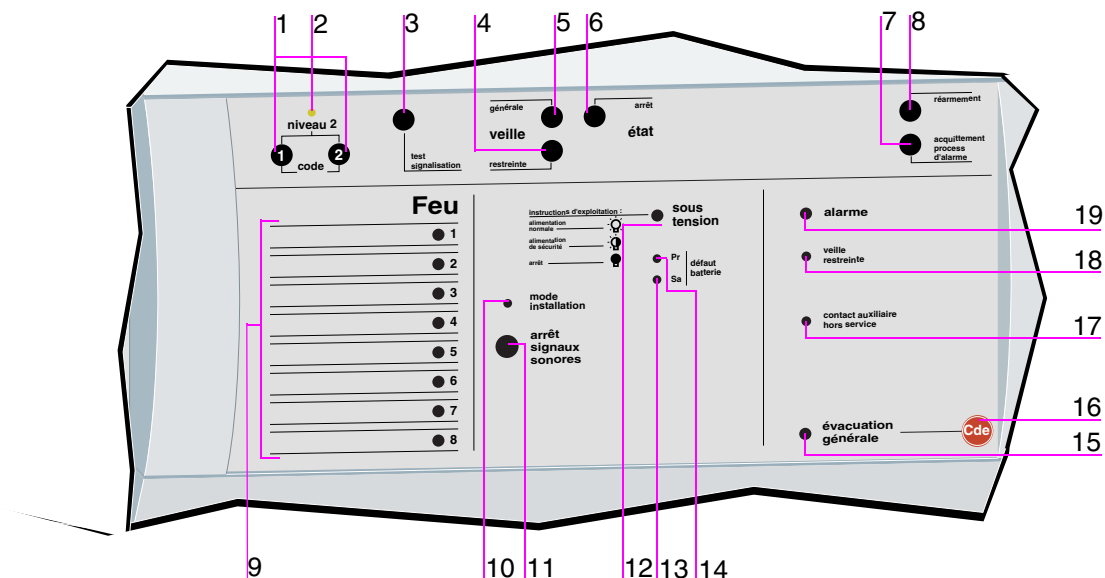 1 2 3 4 5 6 7 8
générale
arrêt
réarmement
niveau 2
veille
état
1 2
code
test
signalisation
restreinte
acquittement
process
d'alarme
Feu
1
2
3
4
5
6
7
8
instructions d'exploitation :
alimentation
normale
alimentation
de sécurité
arrêt
sous
tension
Pr
Sa
défaut
batterie
mode
installation
arrêt
signaux
sonores
alarme
veille
restreinte
contact auxiliaire
hors service
évacuation
générale
Cde
19
18
17
16
15
9 10 11 12 13 14